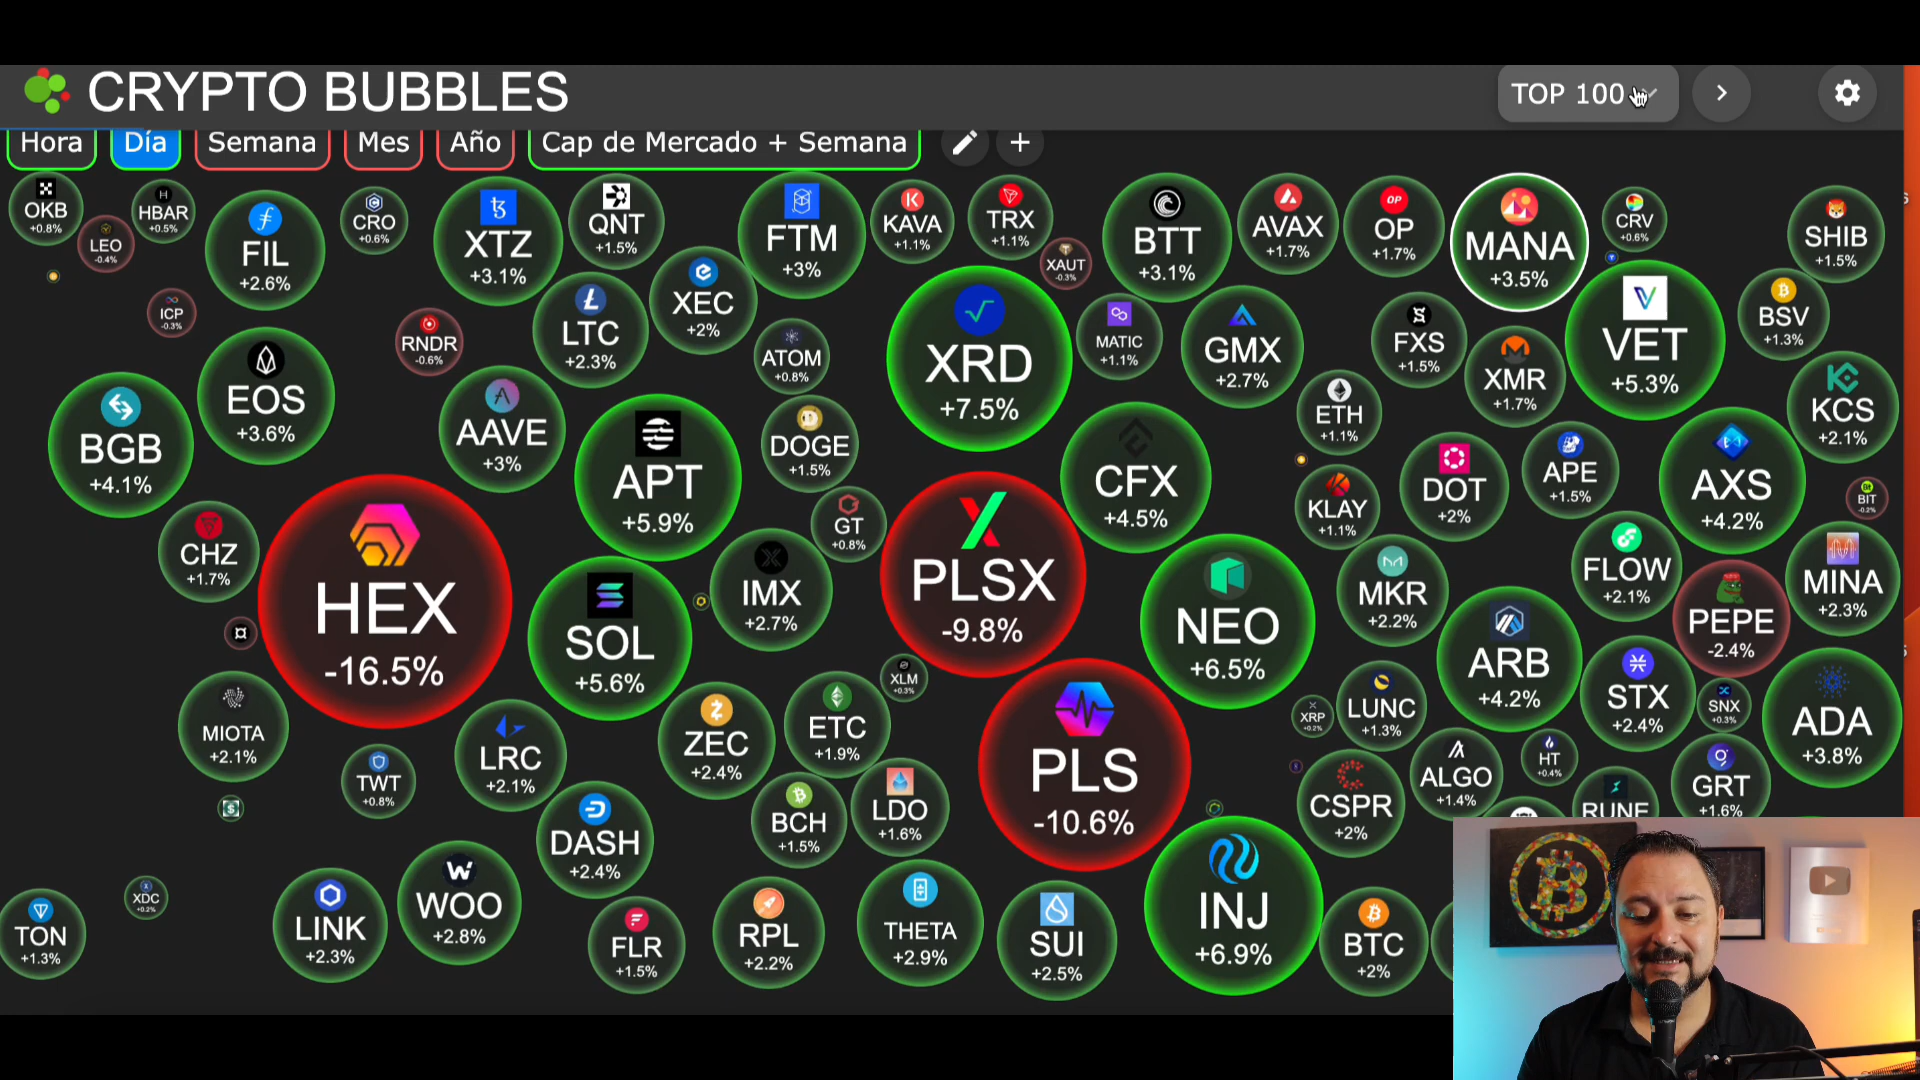 CRYPTO BUBBLES
TOP 100
Hora
Día
Semana
Mes
Año
Cap de Mercado + Semana
OKB
+0.8%
LEO
-0.4%
HBAR
+0.5%
FIL
+2.6%
CRO
+0.6%
XTZ
+3.1%
QNT
+1.5%
FTM
+3%
KAVA
+1.1%
TRX
+1.1%
XAUT
-0.3%
BTT
+3.1%
AVAX
+1.7%
OP
+1.7%
MANA
+3.5%
CRV
+0.6%
SHIB
+1.5%
ICP
-0.3%
RNDR
-0.6%
LTC
+2.3%
XEC
+2%
ATOM
+0.8%
XRD
+7.5%
MATIC
+1.1%
GMX
+2.7%
FXS
+1.5%
XMR
+1.7%
VET
+5.3%
BSV
+1.3%
EOS
+3.6%
BGB
+4.1%
AAVE
+3%
APT
+5.9%
DOGE
+1.5%
CFX
+4.5%
ETH
+1.1%
KLAY
+1.1%
DOT
+2%
APE
+1.5%
AXS
+4.2%
KCS
+2.1%
BIT
-0.2%
CHZ
+1.7%
HEX
-16.5%
SOL
+5.6%
IMX
+2.7%
GT
+0.8%
PLSX
-9.8%
NEO
+6.5%
MKR
+2.2%
ARB
+4.2%
FLOW
+2.1%
PEPE
-2.4%
MINA
+2.3%
MIOTA
+2.1%
TWT
+0.8%
LRC
+2.1%
ZEC
+2.4%
ETC
+1.9%
XLM
+0.3%
PLS
-10.6%
XRP
+0.2%
LUNC
+1.3%
STX
+2.4%
SNX
+0.3%
ADA
+3.8%
DASH
+2.4%
BCH
+1.5%
LDO
+1.6%
CSPR
+2%
ALGO
+1.4%
HT
+0.4%
RUNE
GRT
+1.6%
TON
+1.3%
XDC
+0.2%
LINK
+2.3%
WOO
+2.8%
FLR
+1.5%
RPL
+2.2%
THETA
+2.9%
SUI
+2.5%
INJ
+6.9%
BTC
+2%